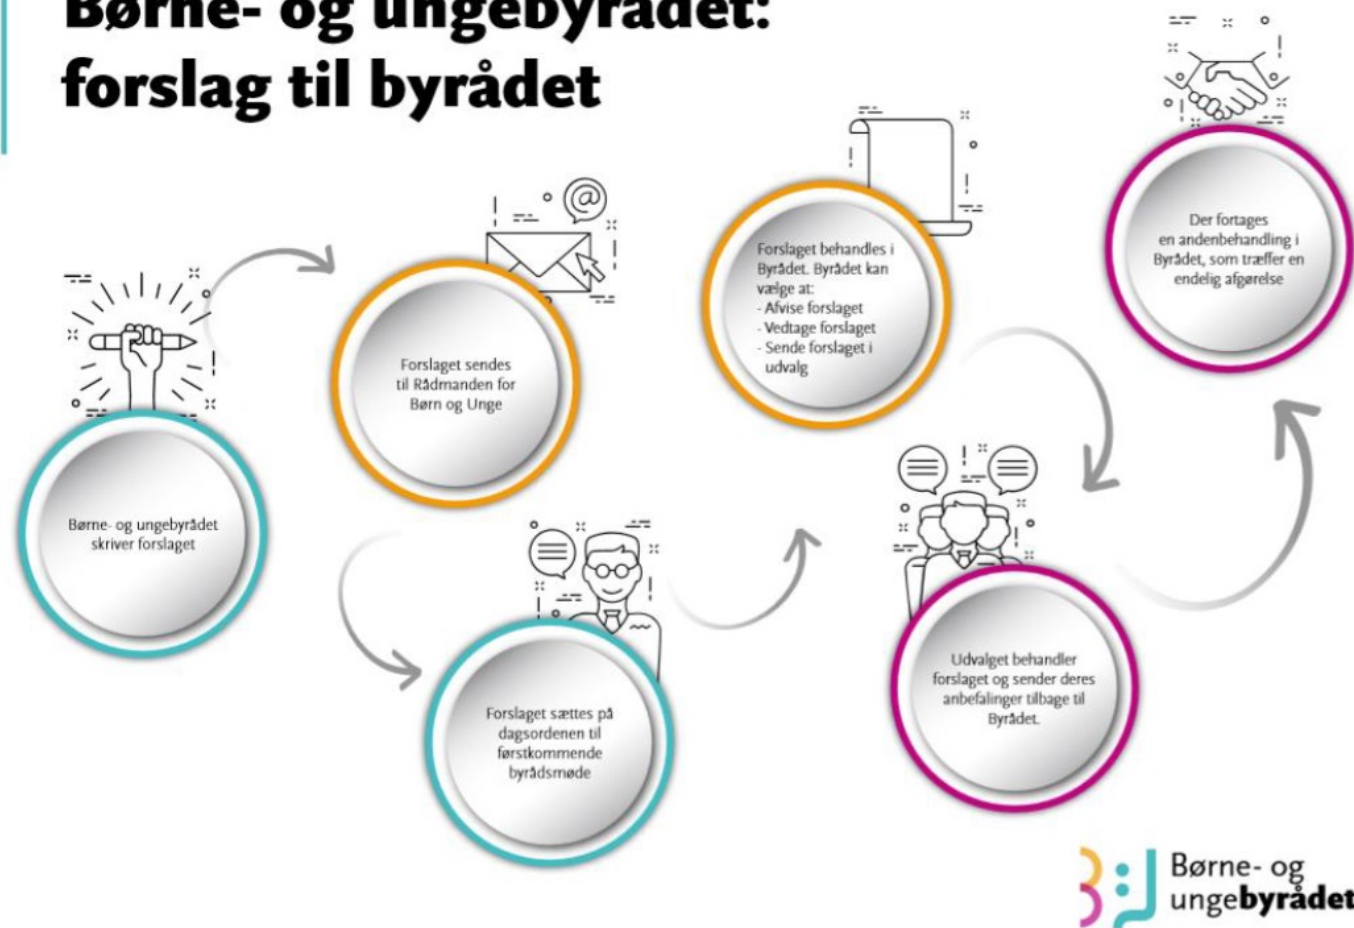 Børne- og ungebyrådet:
forslag til byrådet
Børne- og ungebyrådet
skriver forslaget
Forslaget sendes
til Rådmanden for
Børn og Unge
Forslaget sættes på
dagsordenen til
førstkommende
byrådsmøde
Forslaget behandles i
Byrådet. Byrådet kan
vælge at:
- Afvise forslaget
- Vedtage forslaget
- Sende forslaget i
udvalg
Udvalget behandler
forslaget og sender deres
anbefalinger tilbage til
Byrådet.
Der fortages
en andenbehandling i
Byrådet, som træffer en
endelig afgørelse
@
Børne- og
ungebyrådet